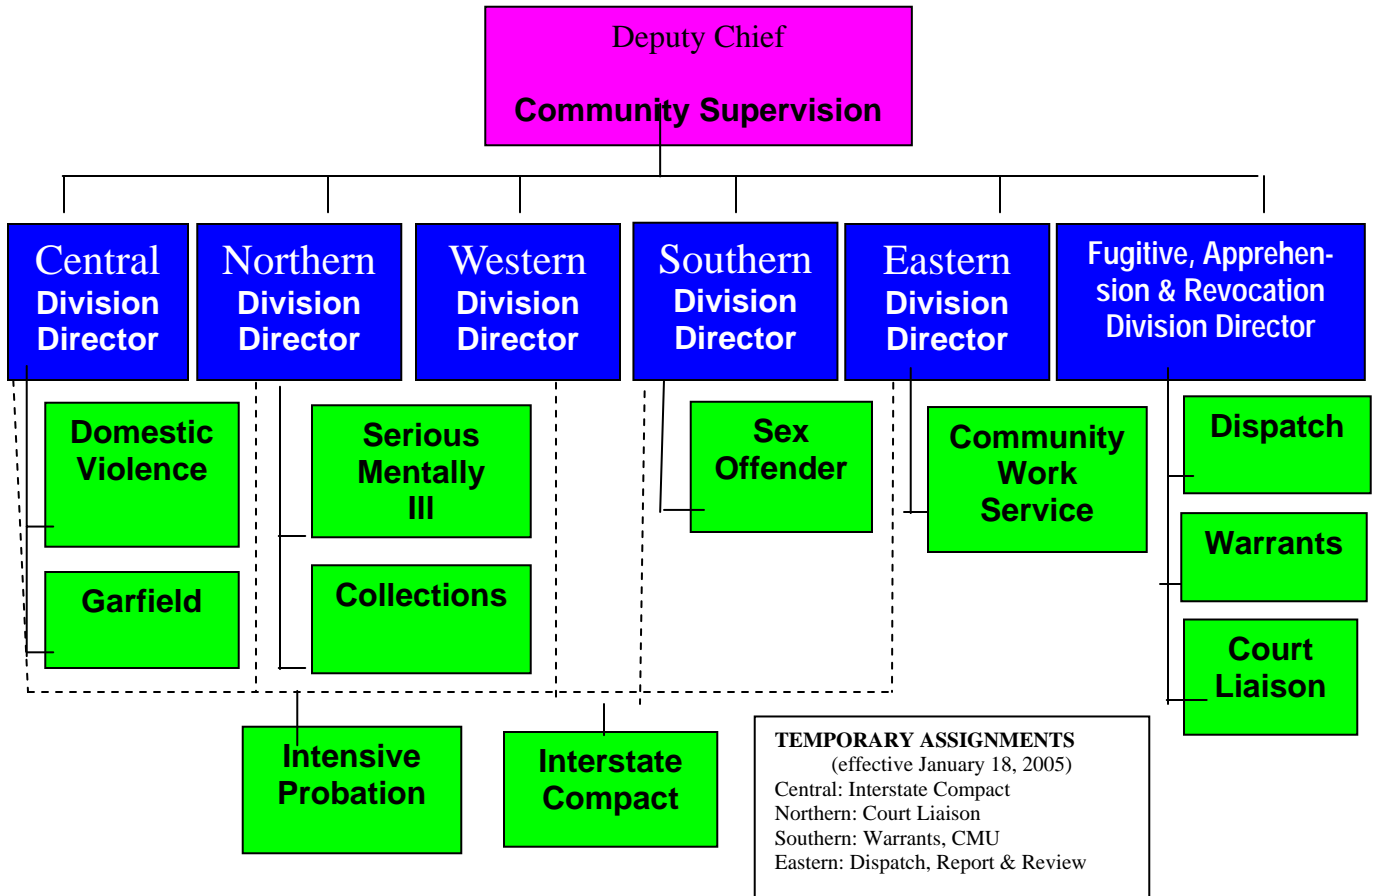 Deputy Chief
Community Supervision
Central
Division
Director
Northern
Division
Director
Western
Division
Director
Southern
Division
Director
Eastern
Division
Director
Fugitive, Apprehen-
sion & Revocation
Division Director
Domestic
Violence
Garfield
Serious
Mentally
Ill
Collections
Sex
Offender
Community
Work
Service
Dispatch
Warrants
Court
Liaison
Intensive
Probation
Interstate
Compact
TEMPORARY ASSIGNMENTS
(effective January 18, 2005)
Central: Interstate Compact
Northern: Court Liaison
Southern: Warrants, CMU
Eastern: Dispatch, Report & Review